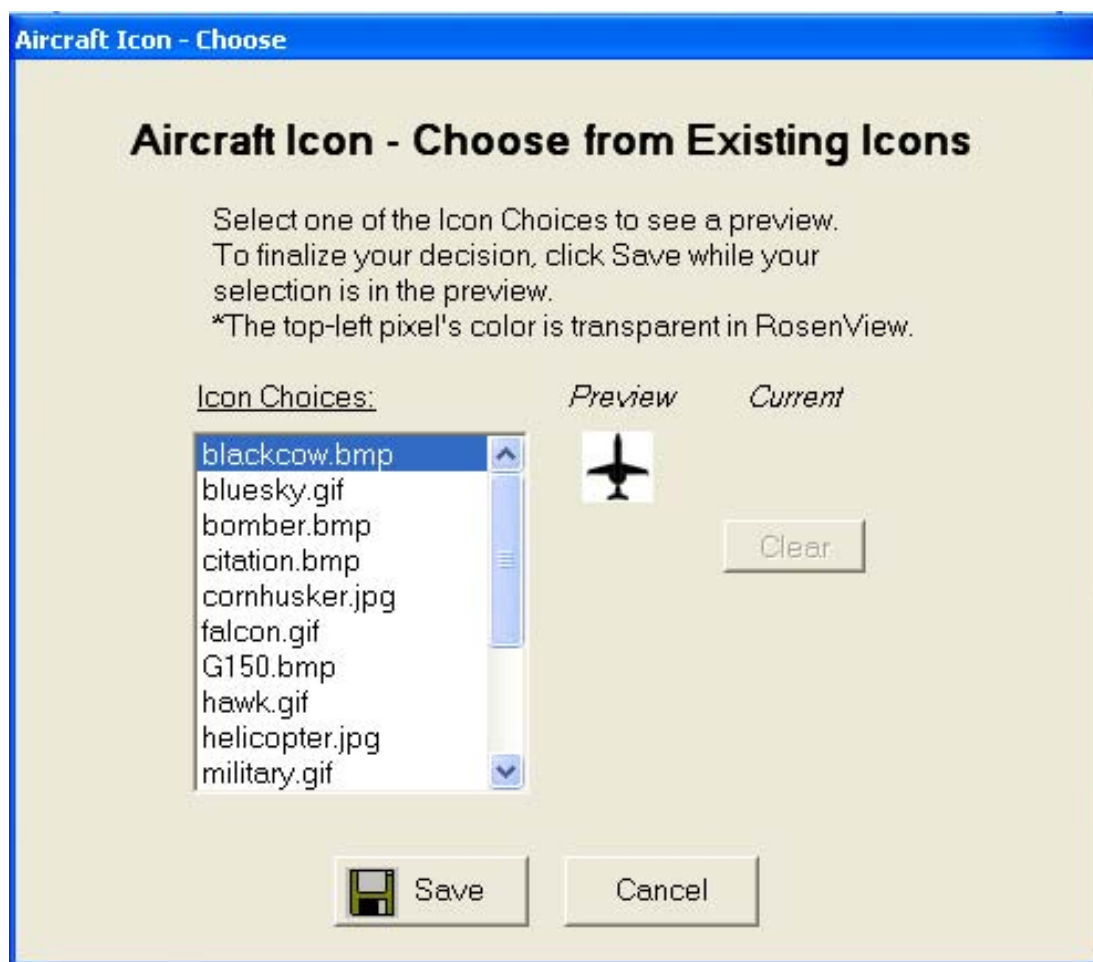 Aircraft Icon - Choose
Aircraft Icon - Choose from Existing Icons
Select one of the Icon Choices to see a preview.
To finalize your decision, click Save while your
selection is in the preview.
*The top-left pixel's color is transparent in RosenView.
Icon Choices:
Preview
Current
blackcow.bmp
bluesky.gif
bomber.bmp
citation.bmp
cornhusker.jpg
falcon.gif
G150.bmp
hawk.gif
helicopter.jpg
military.gif
Clear
Save
Cancel